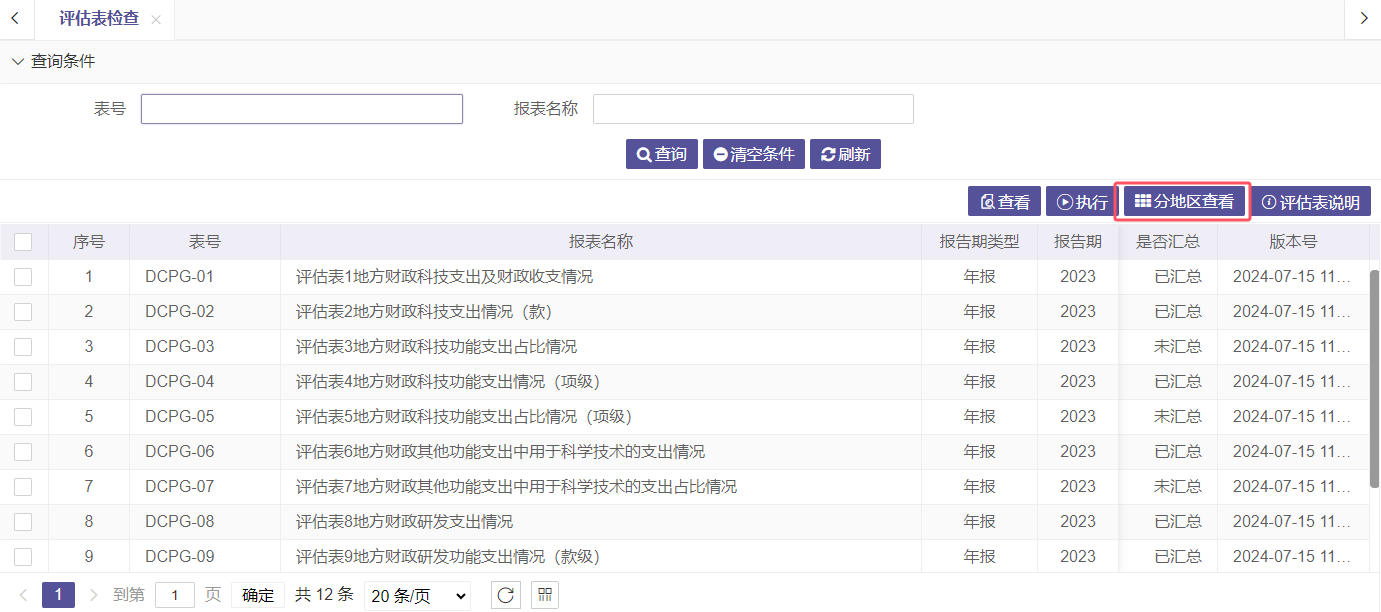 评估表检查
查询条件
表号 报表名称
查询 清空条件 刷新
查看 执行 分地区查看 评估表说明
序号 表号 报表名称 报告期类型 报告期 是否汇总 版本号
1 DCPG-01 评估表1地方财政科技支出及财政收支情况 年报 2023 已汇总 2024-07-15 11...
2 DCPG-02 评估表2地方财政科技支出情况（款） 年报 2023 已汇总 2024-07-15 11...
3 DCPG-03 评估表3地方财政科技功能支出占比情况 年报 2023 未汇总 2024-07-15 11...
4 DCPG-04 评估表4地方财政科技功能支出情况（项级） 年报 2023 已汇总 2024-07-15 11...
5 DCPG-05 评估表5地方财政科技功能支出占比情况（项级） 年报 2023 未汇总 2024-07-15 11...
6 DCPG-06 评估表6地方财政其他功能支出中用于科学技术的支出情况 年报 2023 已汇总 2024-07-15 11...
7 DCPG-07 评估表7地方财政其他功能支出中用于科学技术的支出占比情况 年报 2023 未汇总 2024-07-15 11...
8 DCPG-08 评估表8地方财政研发支出情况 年报 2023 已汇总 2024-07-15 11...
9 DCPG-09 评估表9地方财政研发功能支出情况（款级） 年报 2023 已汇总 2024-07-15 11...
1 到第 1 页 确定 共 12 条 20 条/页